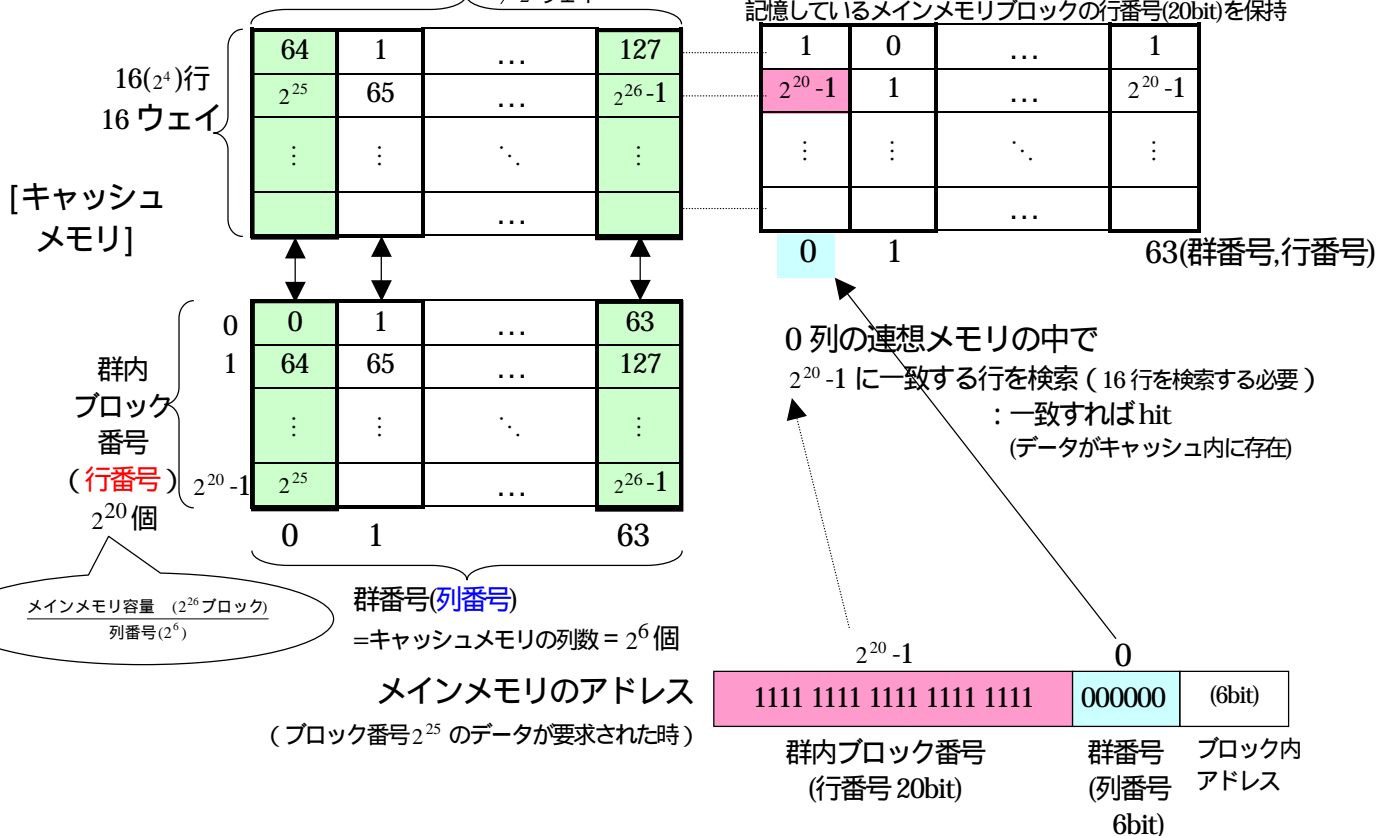 記憶しているメインメモリブロックの行番号(20bit)を保持
16(2⁴)行
16 ウェイ
[キャッシュ
メモリ]
64 1 … 127
2²⁵ 65 … 2²⁶-1
⋮ ⋮ ⋱ ⋮
…
1 0 … 1
2²⁰-1 1 … 2²⁰-1
⋮ ⋮ ⋱ ⋮
…
0 1 63(群番号,行番号)
群内
ブロック
番号
(行番号)
2²⁰個
0 0 1 … 63
1 64 65 … 127
⋮ ⋮ ⋱ ⋮
2²⁰-1 2²⁵ … 2²⁶-1
0 1 63
0 列の連想メモリの中で
2²⁰-1 に一致する行を検索(16 行を検索する必要)
:一致すれば hit
(データがキャッシュ内に存在)
メインメモリ容量 (2²⁶ブロック)
列番号(2⁶)
群番号(列番号)
=キャッシュメモリの列数 = 2⁶個
メインメモリのアドレス
(ブロック番号2²⁵ のデータが要求された時)
2²⁰-1 0
1111 1111 1111 1111 1111 000000 (6bit)
群内ブロック番号
(行番号 20bit)
群番号
(列番号
6bit)
ブロック内
アドレス